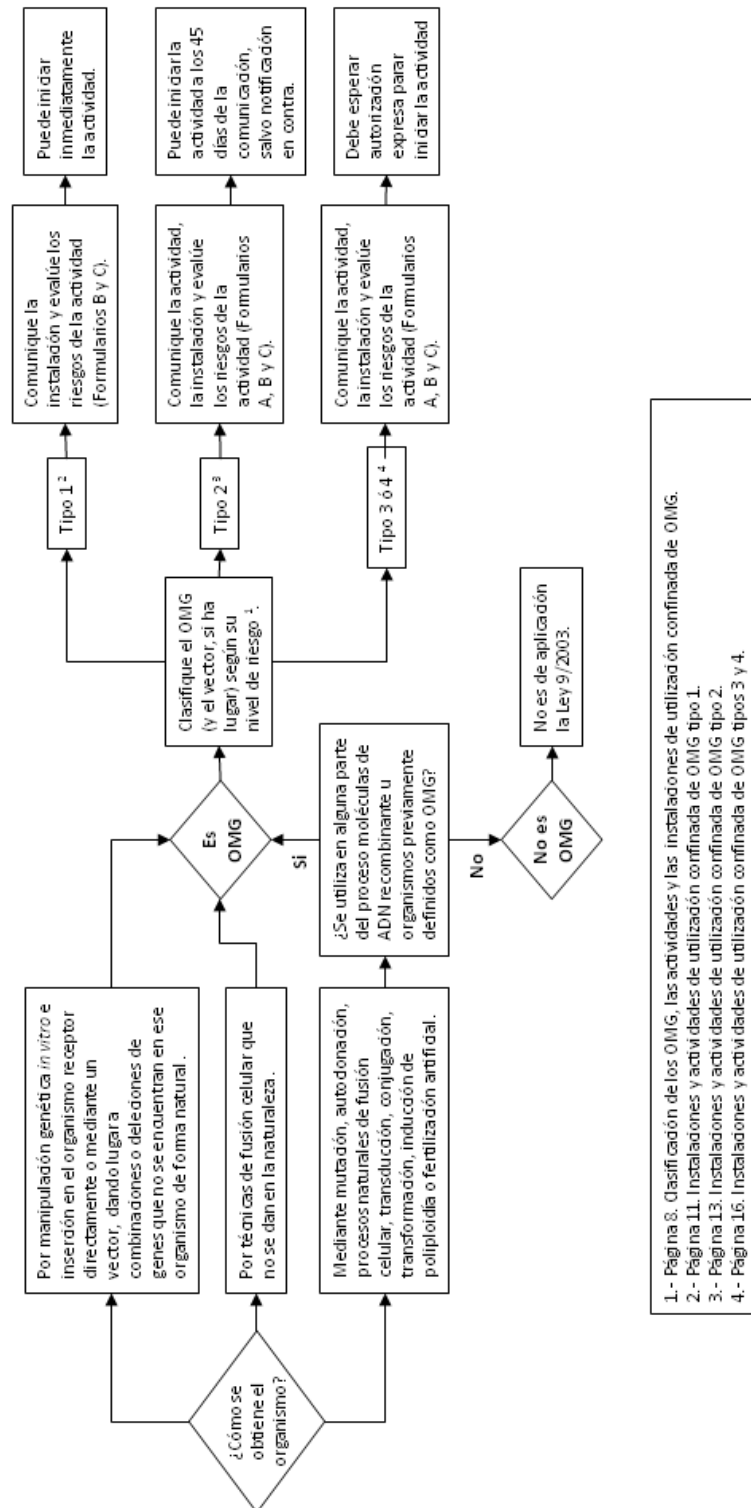 ¿Cómo se
obtiene el
organismo?
Por manipulación genética in vitro e
inserción en el organismo receptor
directamente o mediante un
vector, dando lugar a
combinaciones o deleciones de
genes que no se encuentran en ese
organismo de forma natural.
Por técnicas de fusión celular que
no se dan en la naturaleza.
Mediante mutación, autoclonación,
procesos naturales de fusión
celular, transducción, conjugación,
transformación, inducción de
poliploidía o fertilización artificial.
Es
OMG
Si
¿Se utiliza en alguna parte
del proceso moléculas de
ADN recombinante u
organismos previamente
definidos como OMG?
No
No es
OMG
No es de aplicación
la Ley 9/2003.
Clasifique el OMG
(y el vector, si ha
lugar) según su
nivel de riesgo ¹.
Tipo 1 ²
Comunique la
instalación y evalúe los
riesgos de la actividad
(Formularios B y C).
Puede iniciar
inmediatamente
la actividad.
Tipo 2 ³
Comunique la actividad,
la instalación y evalúe
los riesgos de la
actividad (Formularios
A, B y C).
Puede iniciar la
actividad a los 45
días de la
comunicación,
salvo notificación
en contra.
Tipo 3 ó 4 ⁴
Comunique la actividad,
la instalación y evalúe
los riesgos de la
actividad (Formularios
A, B y C).
Debe esperar
autorización
expresa parar
iniciar la actividad
1.- Página 8. Clasificación de los OMG, las actividades y las instalaciones de utilización confinada de OMG.
2.- Página 11. Instalaciones y actividades de utilización confinada de OMG tipo 1.
3.- Página 13. Instalaciones y actividades de utilización confinada de OMG tipo 2.
4.- Página 16. Instalaciones y actividades de utilización confinada de OMG tipos 3 y 4.